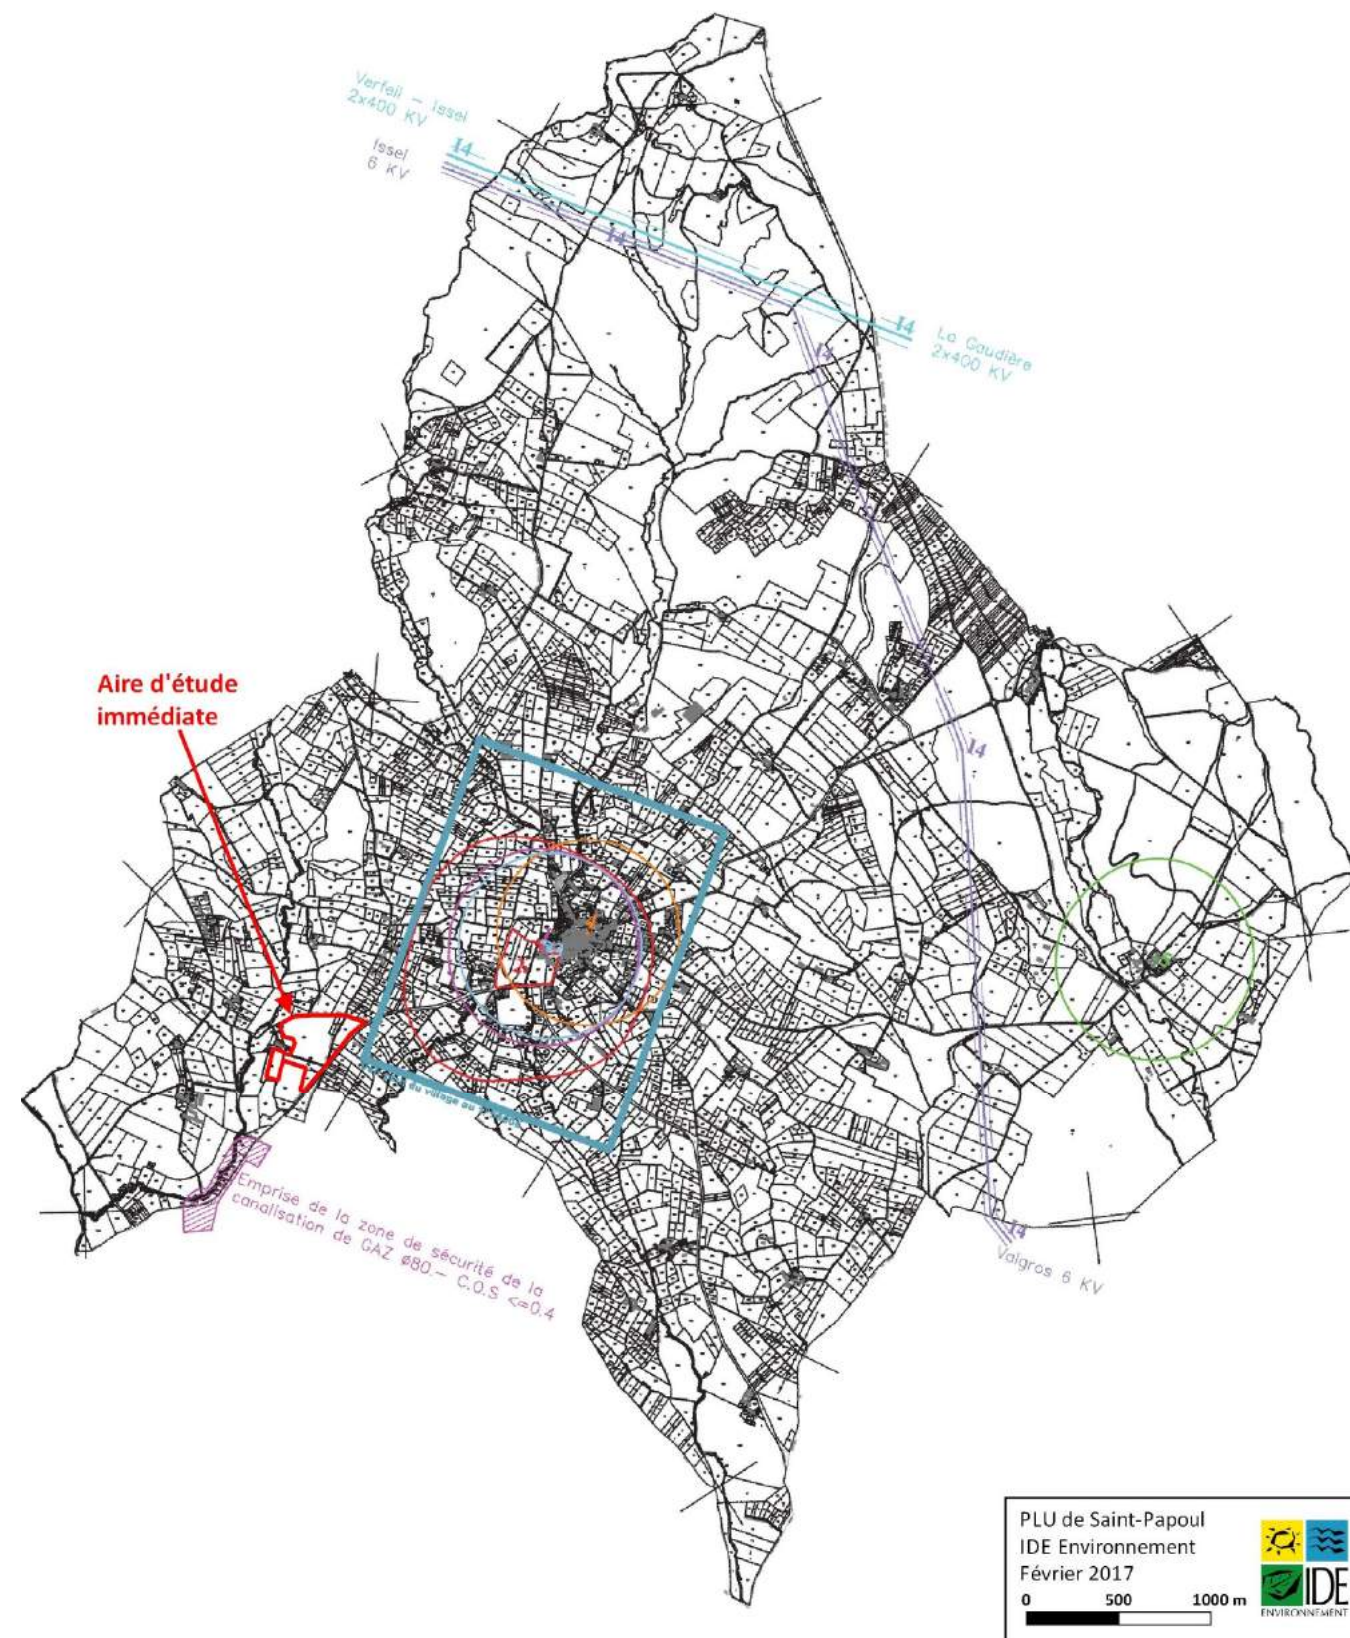 Verfeil – Issel
2x400 KV
Issel
6 KV
I4
I4
I4
La Gaudière
2x400 KV
I4
Aire d'étude
immédiate
I4
Emprise de la zone de sécurité de la
canalisation de GAZ ø80.– C.O.S <=0.4
I4
Valgros 6 KV
PLU de Saint-Papoul
IDE Environnement
Février 2017
0 500 1000 m
IDE
ENVIRONNEMENT